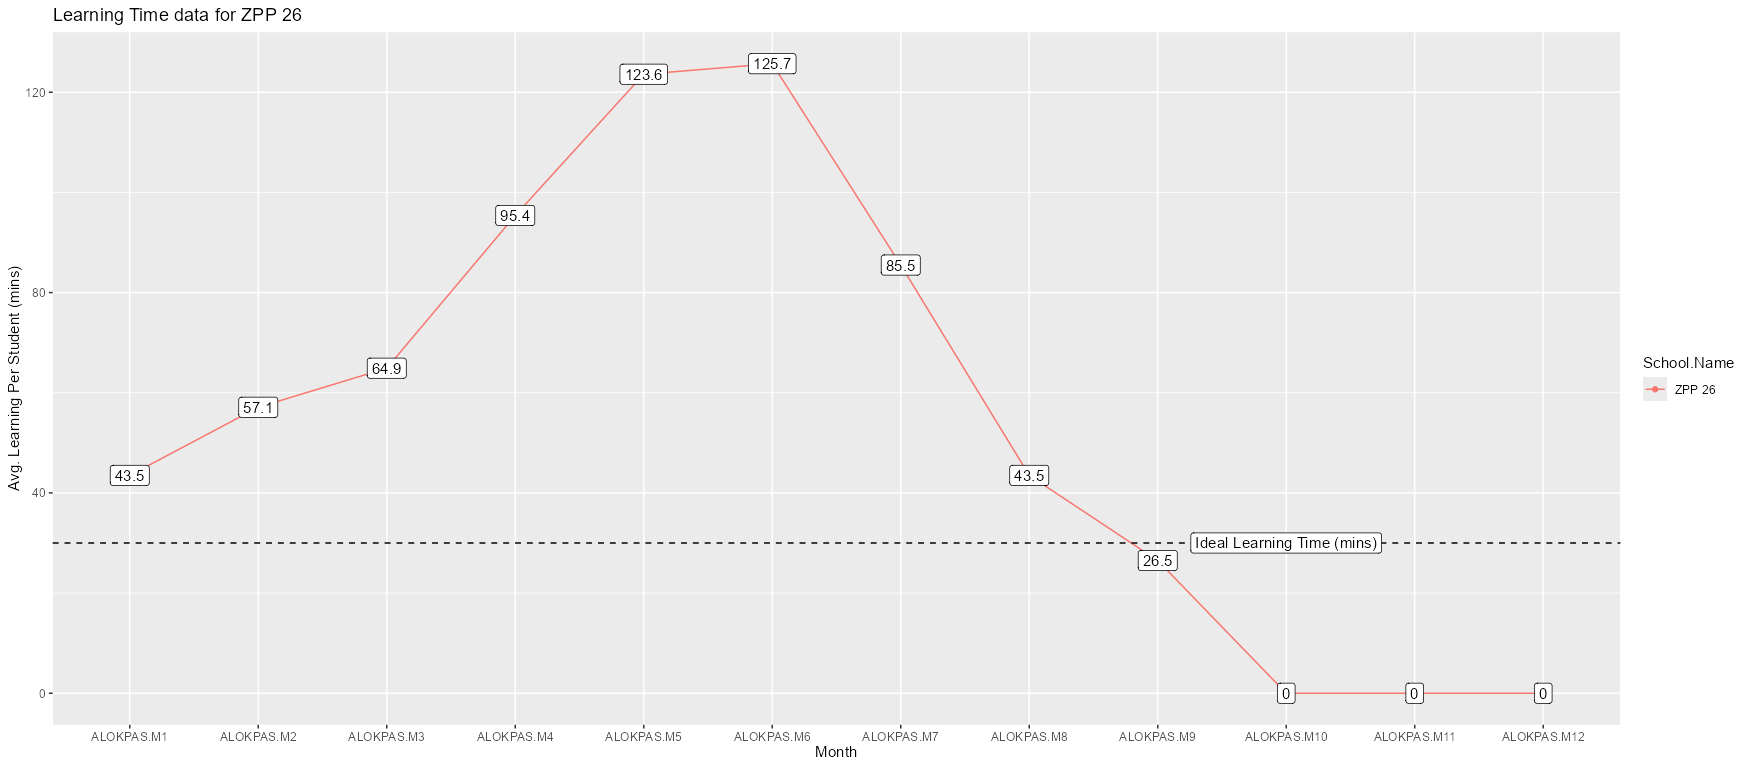 Learning Time data for ZPP 26
Avg. Learning Per Student (mins)
120
80
40
0
43.5
57.1
64.9
95.4
123.6
125.7
85.5
43.5
26.5
0
0
0
Ideal Learning Time (mins)
ALOKPAS.M1
ALOKPAS.M2
ALOKPAS.M3
ALOKPAS.M4
ALOKPAS.M5
ALOKPAS.M6
ALOKPAS.M7
ALOKPAS.M8
ALOKPAS.M9
ALOKPAS.M10
ALOKPAS.M11
ALOKPAS.M12
Month
School.Name
ZPP 26